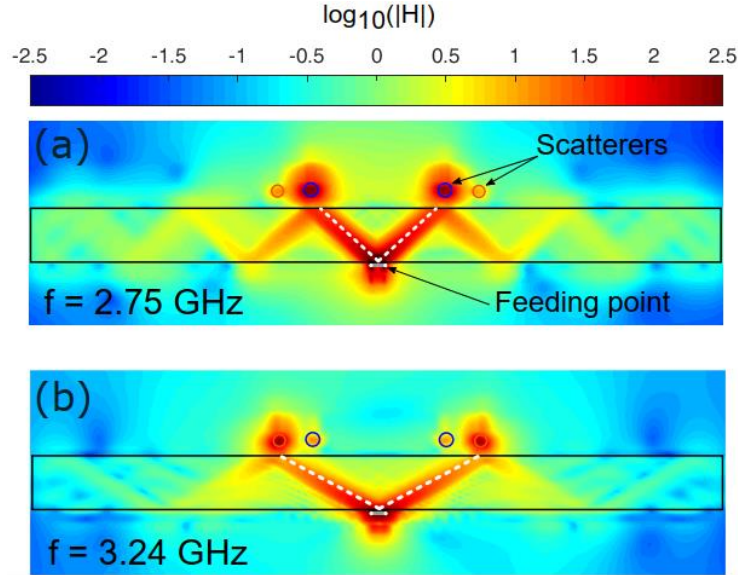 log10(|H|)
-2.5 -2 -1.5 -1 -0.5 0 0.5 1 1.5 2 2.5
(a)
Scatterers
Feeding point
f = 2.75 GHz
(b)
f = 3.24 GHz